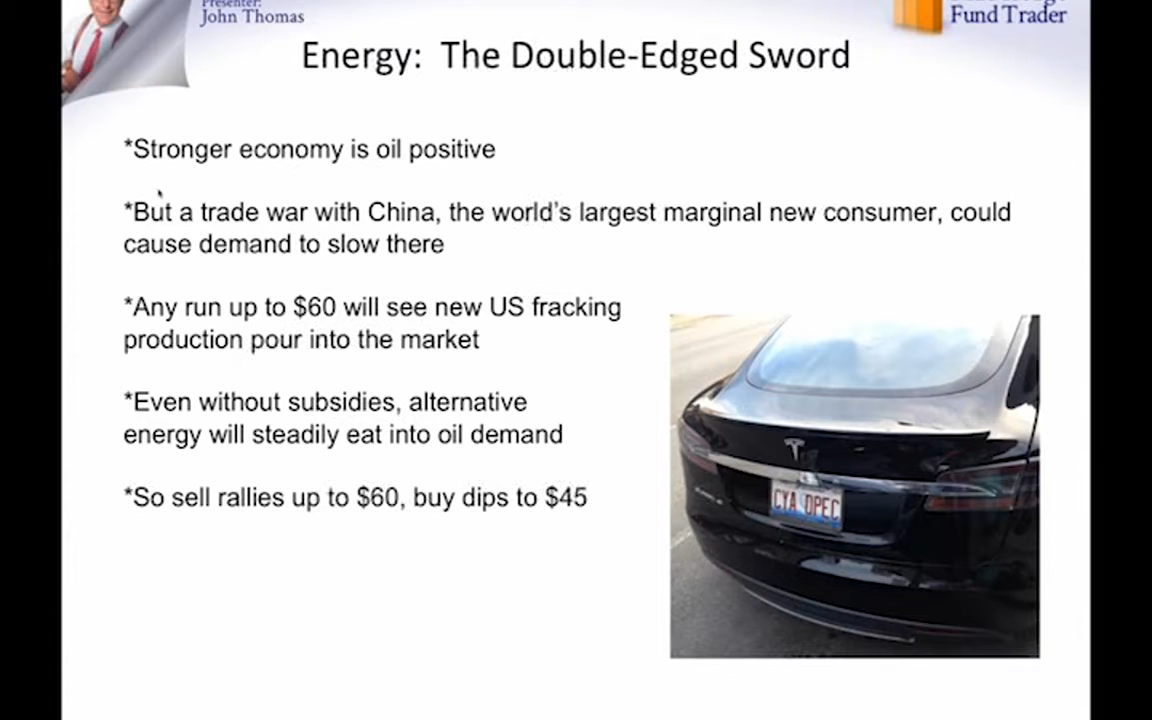 Presenter:
John Thomas
Fund Trader
Energy: The Double-Edged Sword
*Stronger economy is oil positive
*But a trade war with China, the world’s largest marginal new consumer, could
cause demand to slow there
*Any run up to $60 will see new US fracking
production pour into the market
*Even without subsidies, alternative
energy will steadily eat into oil demand
*So sell rallies up to $60, buy dips to $45
CYA OPEC